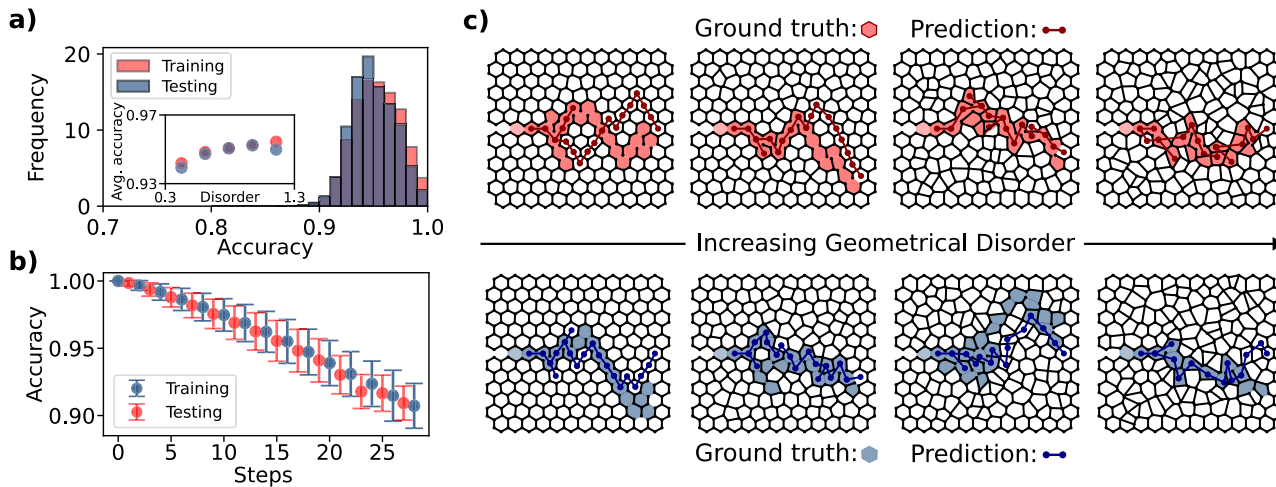 a)
20
10
0
Frequency
Training
Testing
Avg. accuracy
0.97
0.93
0.3
Disorder
1.3
0.7
0.8
0.9
1.0
Accuracy
b)
1.00
0.95
0.90
Accuracy
Training
Testing
0
5
10
15
20
25
Steps
c)
Ground truth:
Prediction:
Increasing Geometrical Disorder
Ground truth:
Prediction: